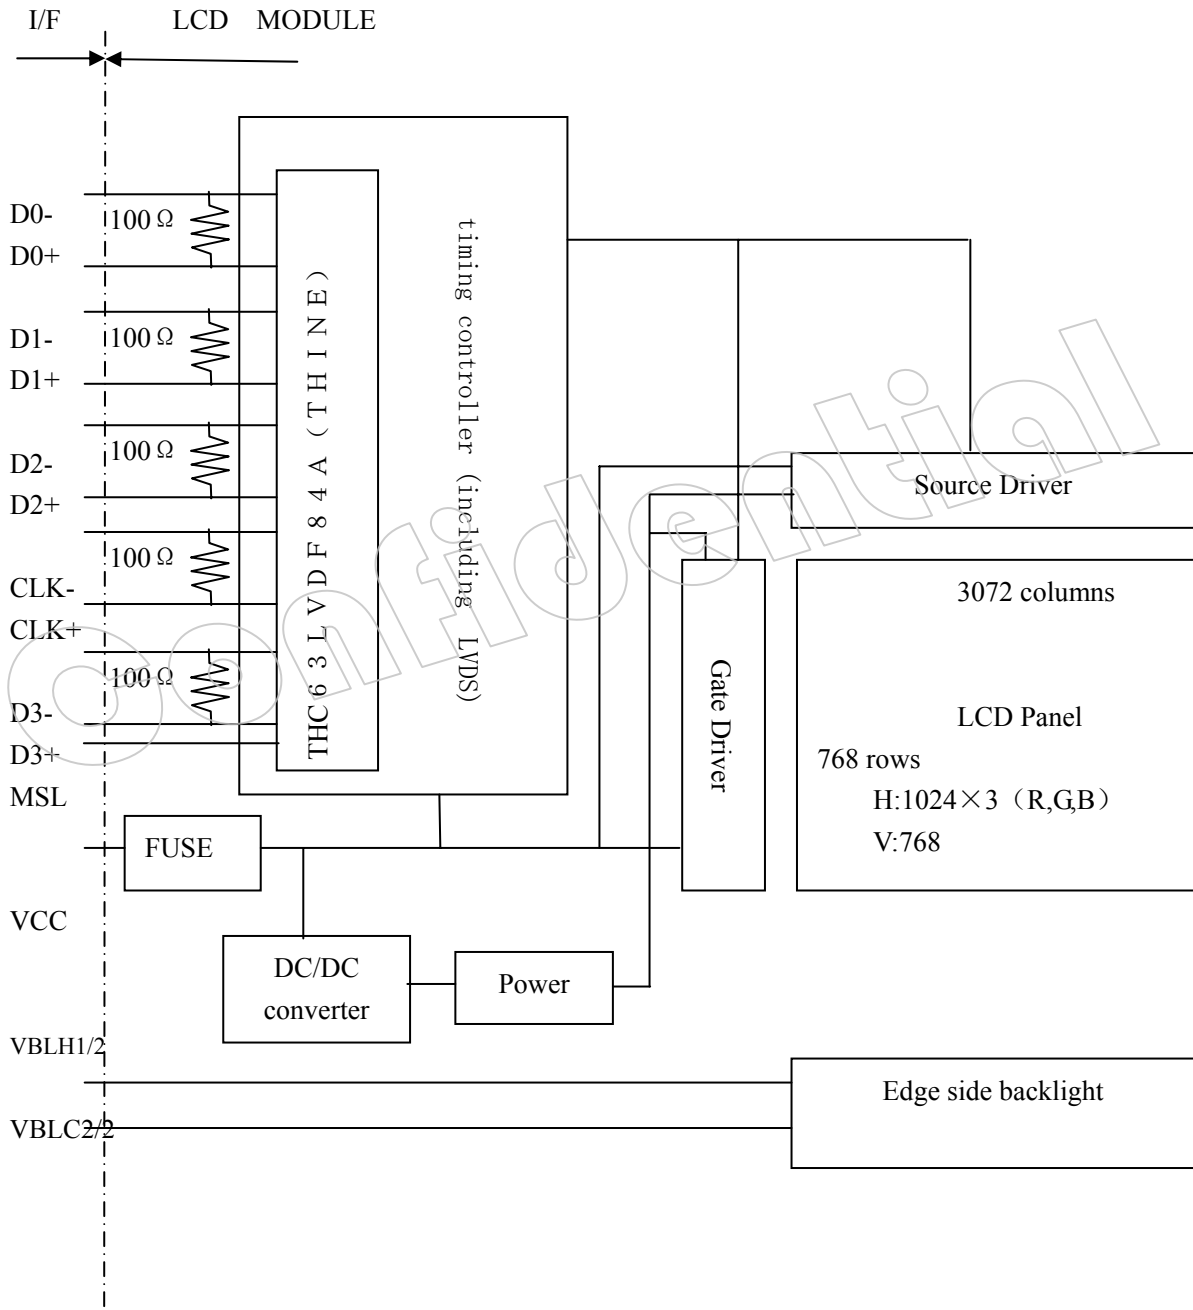 I/F LCD MODULE
D0-
100Ω
D0+
D1-
100Ω
D1+
D2-
100Ω
D2+
CLK-
100Ω
CLK+
D3-
100Ω
D3+
MSL
THC63LVDF84A(THINE)
timing controller (including LVDS)
Source Driver
3072 columns
Gate Driver
LCD Panel
768 rows
H:1024×3（R,G,B）
V:768
FUSE
VCC
DC/DC
converter
Power
VBLH1/2
VBLC2/2
Edge side backlight
Confidential